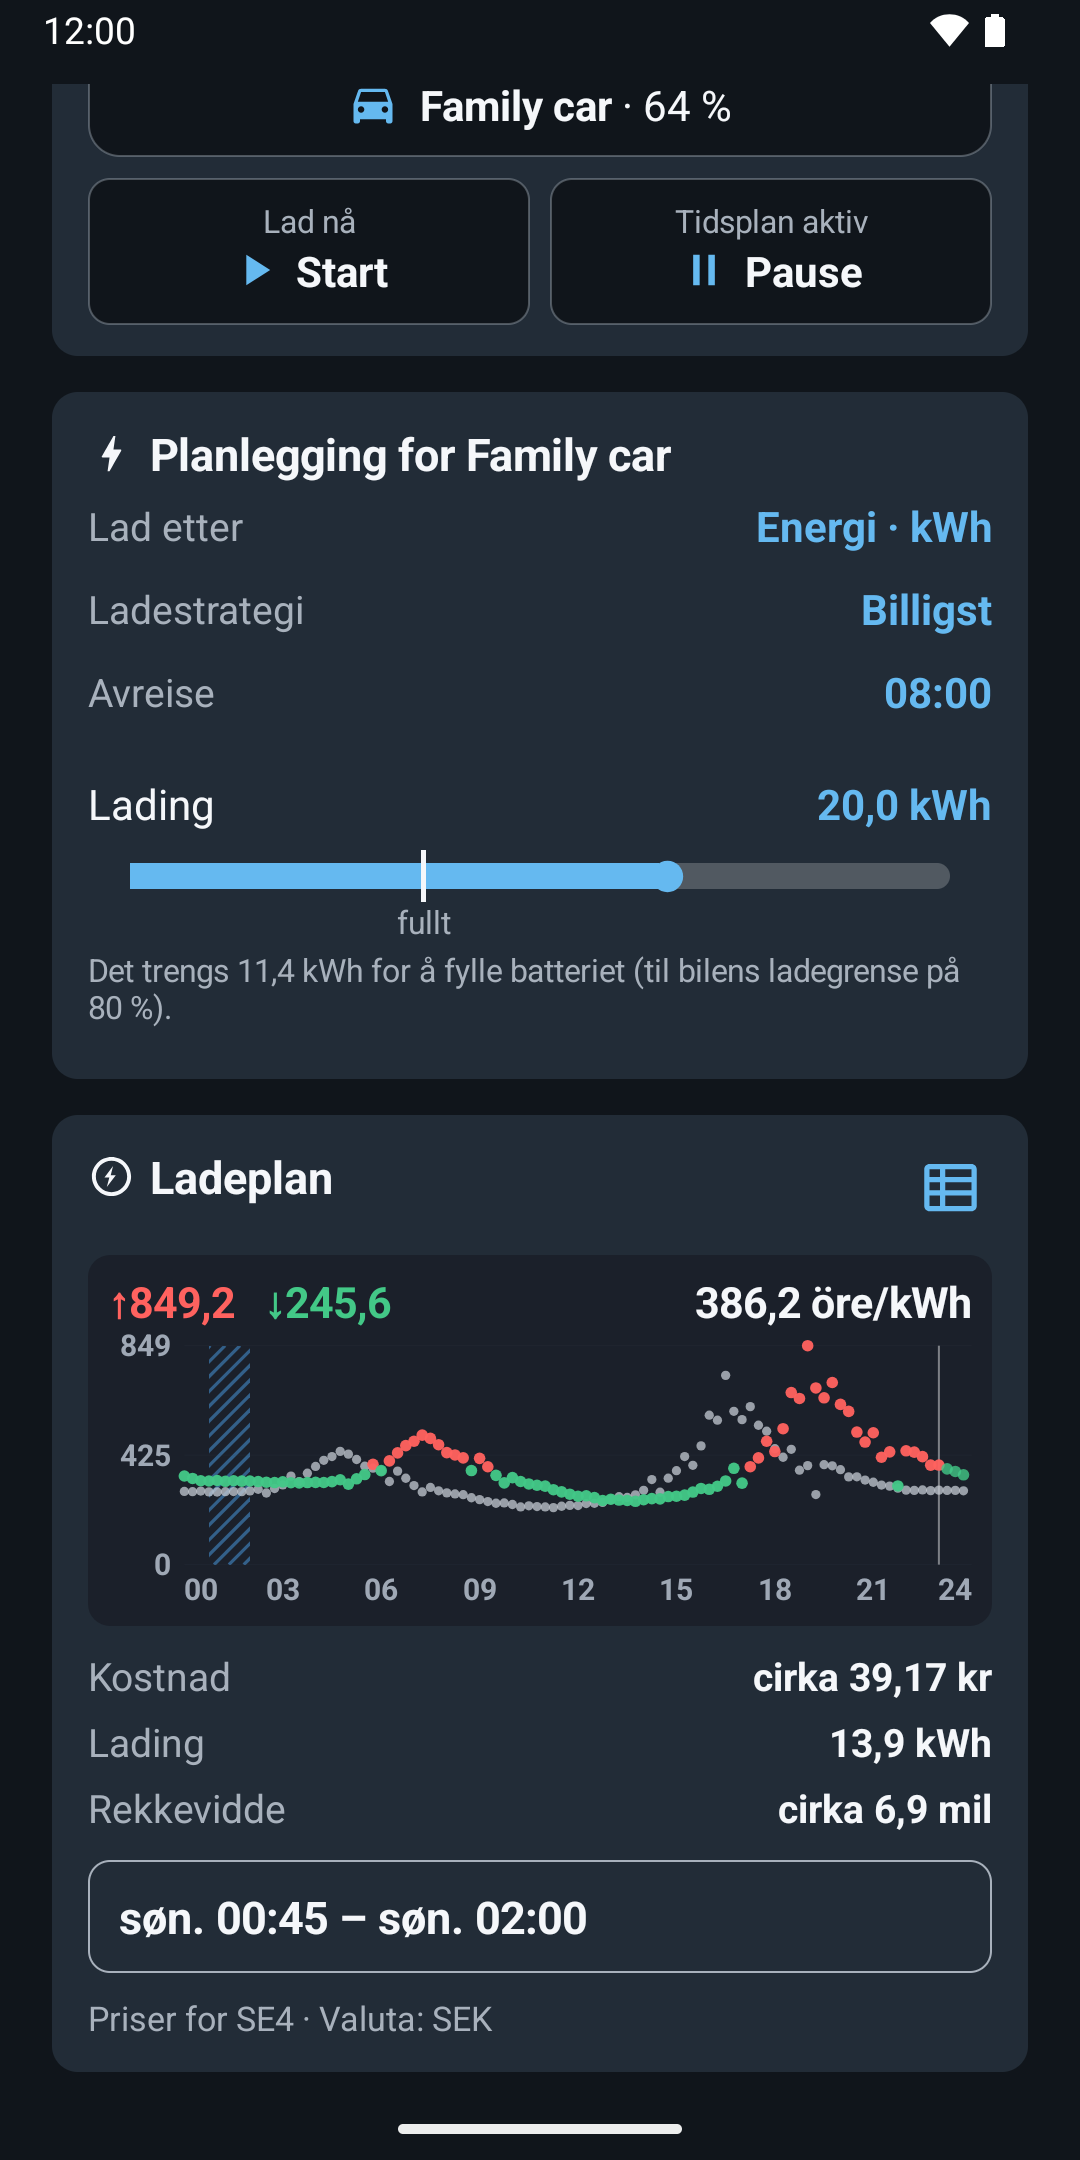 12:00
Family car · 64 %
Lad nå
Start
Tidsplan aktiv
Pause
Planlegging for Family car
Lad etter
Energi · kWh
Ladestrategi
Billigst
Avreise
08:00
Lading
20,0 kWh
fullt
Det trengs 11,4 kWh for å fylle batteriet (til bilens ladegrense på
80 %).
Ladeplan
↑849,2 ↓245,6
386,2 öre/kWh
849
425
0
00 03 06 09 12 15 18 21 24
Kostnad
cirka 39,17 kr
Lading
13,9 kWh
Rekkevidde
cirka 6,9 mil
søn. 00:45 – søn. 02:00
Priser for SE4 · Valuta: SEK